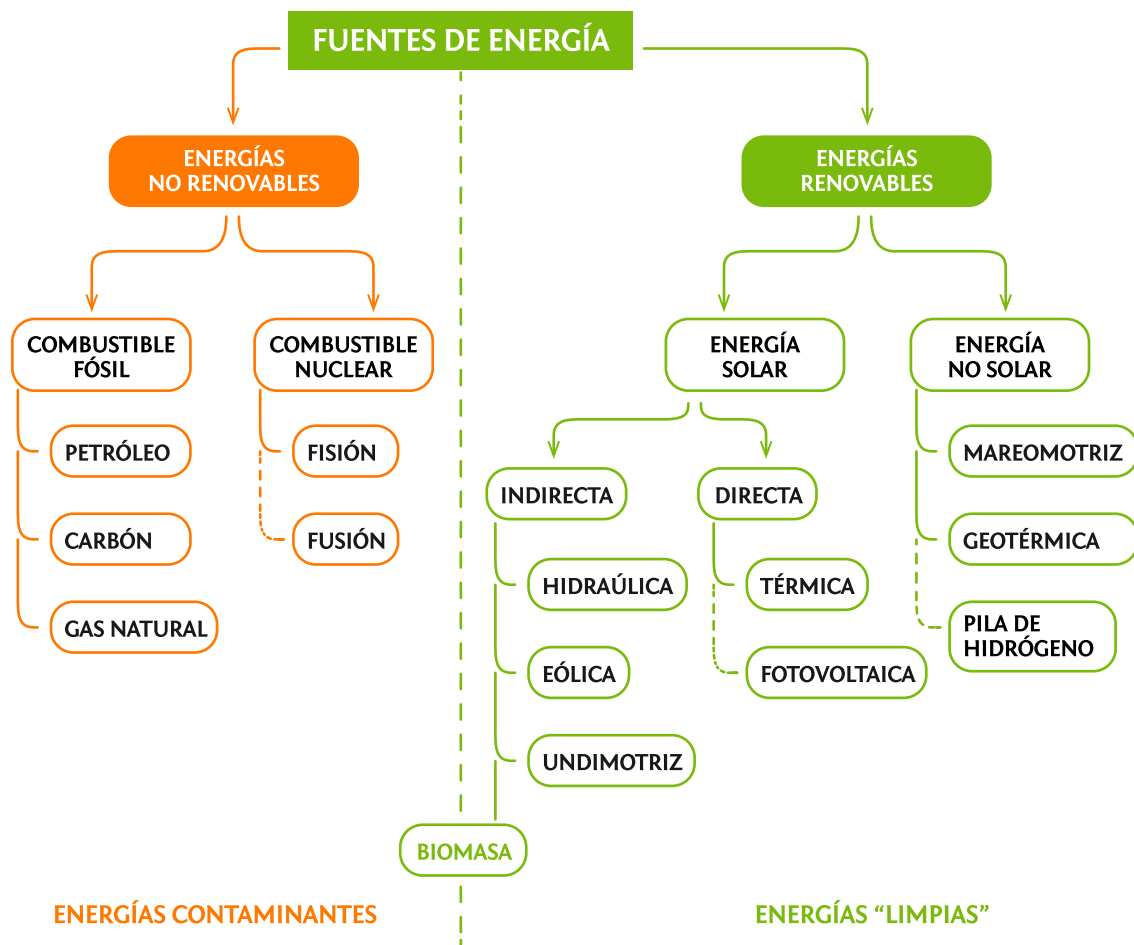 FUENTES DE ENERGÍA
ENERGÍAS
NO RENOVABLES
ENERGÍAS
RENOVABLES
COMBUSTIBLE
FÓSIL
COMBUSTIBLE
NUCLEAR
ENERGÍA
SOLAR
ENERGÍA
NO SOLAR
PETRÓLEO
CARBÓN
GAS NATURAL
FISIÓN
FUSIÓN
INDIRECTA
DIRECTA
HIDRAÚLICA
EÓLICA
UNDIMOTRIZ
BIOMASA
TÉRMICA
FOTOVOLTAICA
MAREOMOTRIZ
GEOTÉRMICA
PILA DE
HIDRÓGENO
ENERGÍAS CONTAMINANTES
ENERGÍAS “LIMPIAS”